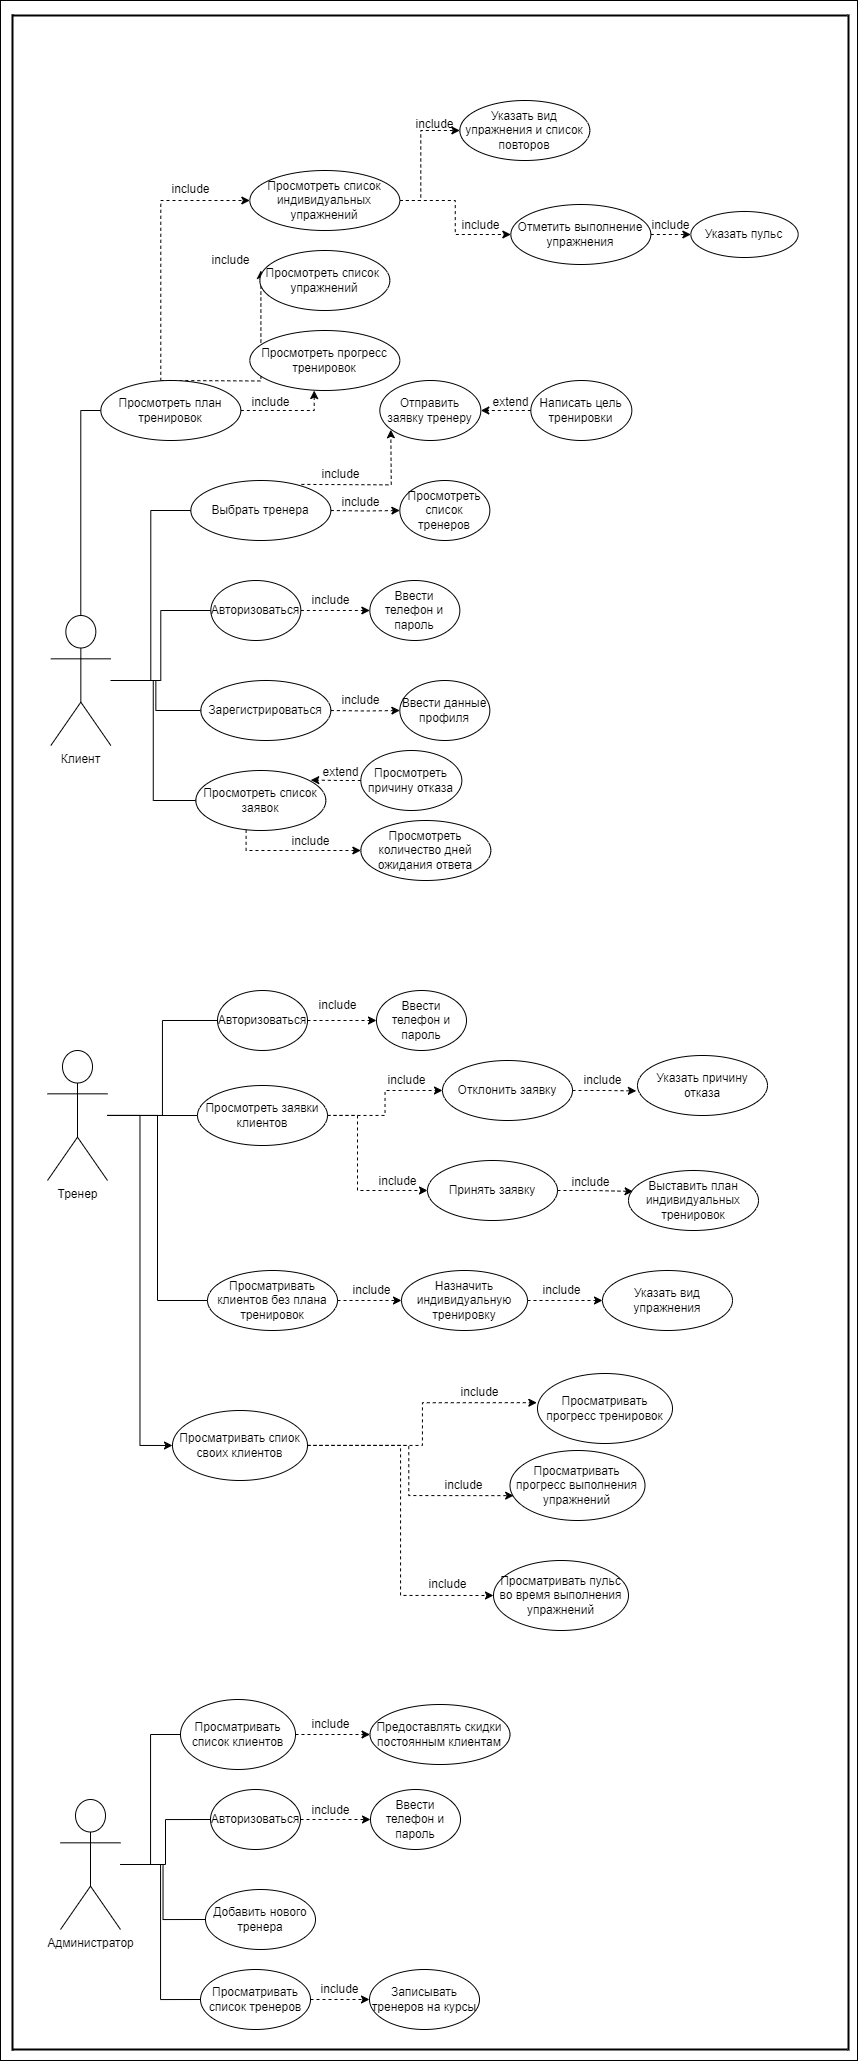 include
Указать вид
упражнения и список
повторов
include
Просмотреть список
индивидуальных
упражнений
include
Отметить выполнение
упражнения
include
Указать пульс
include
Просмотреть список
упражнений
Просмотреть прогресс
тренировок
Просмотреть план
тренировок
include
Отправить
заявку тренеру
extend
Написать цель
тренировки
include
Выбрать тренера
include
Просмотреть
список
тренеров
Авторизоваться
include
Ввести
телефон и
пароль
Зарегистрироваться
include
Ввести данные
профиля
Клиент
Просмотреть список
заявок
extend
Просмотреть
причину отказа
include
Просмотреть
количество дней
ожидания ответа
Авторизоваться
include
Ввести
телефон и
пароль
Просмотреть заявки
клиентов
include
Отклонить заявку
include
Указать причину
отказа
include
Принять заявку
include
Выставить план
индивидуальных
тренировок
Тренер
Просматривать
клиентов без плана
тренировок
include
Назначить
индивидуальную
тренировку
include
Указать вид
упражнения
Просматривать спиок
своих клиентов
include
Просматривать
прогресс тренировок
include
Просматривать
прогресс выполнения
упражнений
include
Просматривать пульс
во время выполнения
упражнений
Просматривать
список клиентов
include
Предоставлять скидки
постоянным клиентам
Авторизоваться
include
Ввести
телефон и
пароль
Добавить нового
тренера
Администратор
Просматривать
список тренеров
include
Записывать
тренеров на курсы